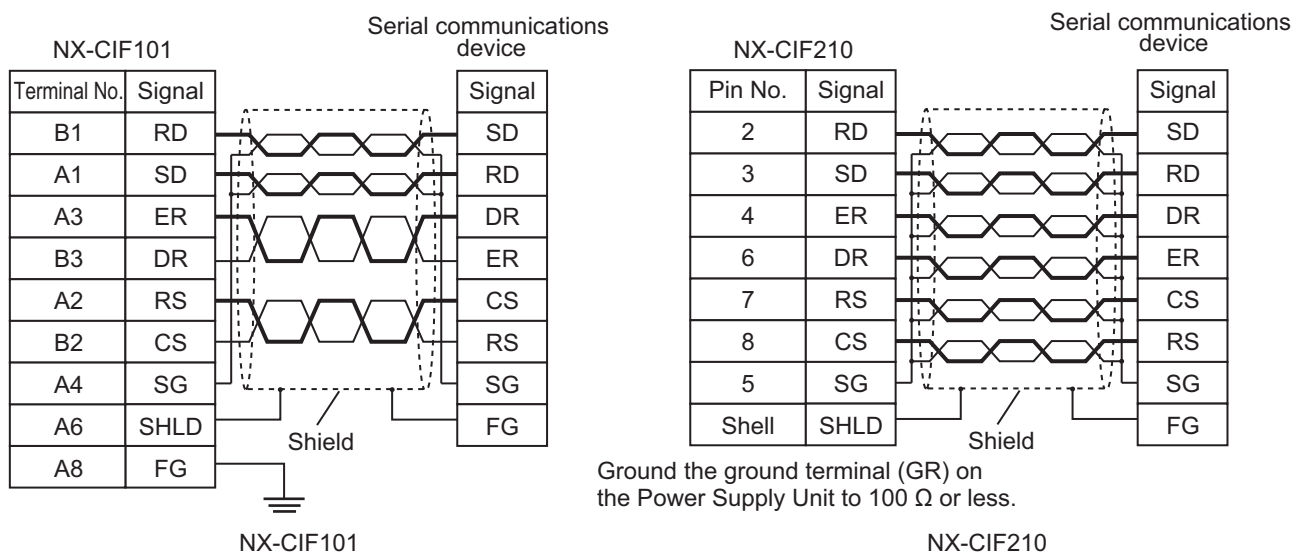 NX-CIF101
Serial communications
device
Terminal No. Signal
Signal
B1 RD
SD
A1 SD
RD
A3 ER
DR
B3 DR
ER
A2 RS
CS
B2 CS
RS
A4 SG
SG
A6 SHLD
FG
A8 FG
Shield
NX-CIF101
NX-CIF210
Serial communications
device
Pin No. Signal
Signal
2 RD
SD
3 SD
RD
4 ER
DR
6 DR
ER
7 RS
CS
8 CS
RS
5 SG
SG
Shell SHLD
FG
Shield
Ground the ground terminal (GR) on
the Power Supply Unit to 100 Ω or less.
NX-CIF210